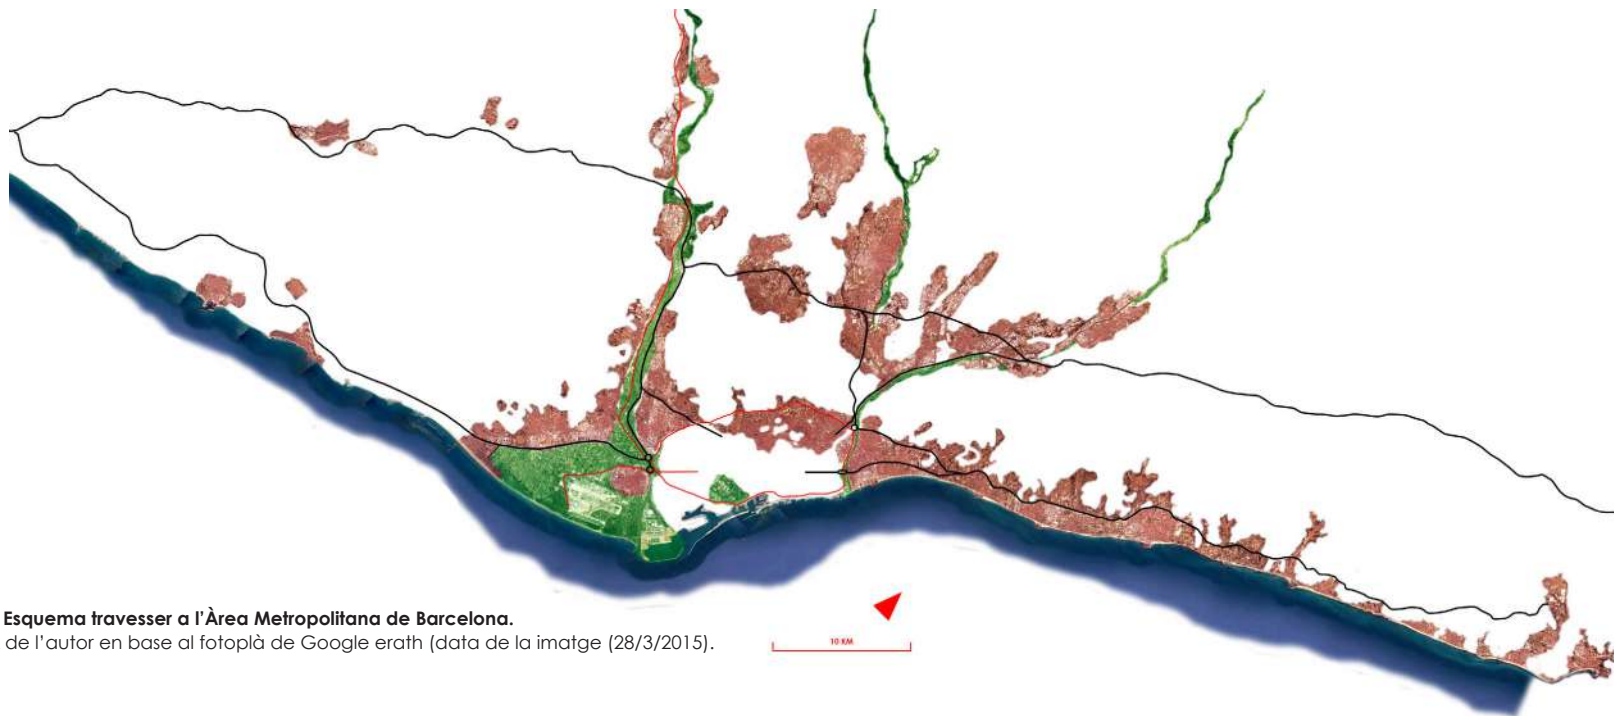 Esquema travesser a l’Àrea Metropolitana de Barcelona.
de l’autor en base al fotoplà de Google erath (data de la imatge (28/3/2015).
10 KM